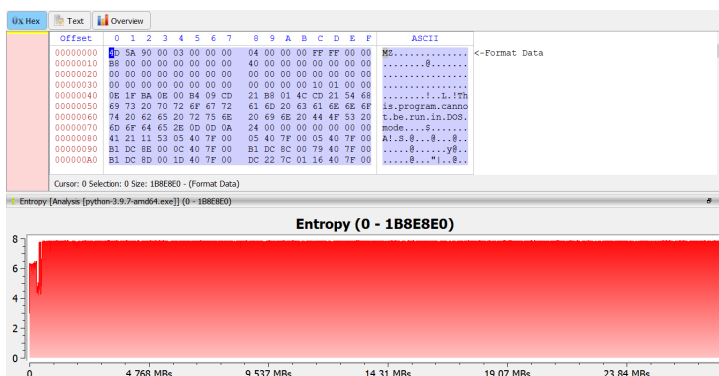 0x Hex Text Overview
Offset 0 1 2 3 4 5 6 7 8 9 A B C D E F ASCII
00000000 4D 5A 90 00 03 00 00 00 04 00 00 00 FF FF 00 00 MZ.............. <-Format Data
00000010 B8 00 00 00 00 00 00 00 40 00 00 00 00 00 00 00 ........@.......
00000020 00 00 00 00 00 00 00 00 00 00 00 00 00 00 00 00 ................
00000030 00 00 00 00 00 00 00 00 00 00 00 00 10 01 00 00 ................
00000040 0E 1F BA 0E 00 B4 09 CD 21 B8 01 4C CD 21 54 68 ........!..L.!Th
00000050 69 73 20 70 72 6F 67 72 61 6D 20 63 61 6E 6E 6F is.program.canno
00000060 74 20 62 65 20 72 75 6E 20 69 6E 20 44 4F 53 20 t.be.run.in.DOS.
00000070 6D 6F 64 65 2E 0D 0D 0A 24 00 00 00 00 00 00 00 mode....$.......
00000080 41 21 11 53 05 40 7F 00 05 40 7F 00 05 40 7F 00 A!.S.@...@...@..
00000090 B1 DC 8E 00 0C 40 7F 00 B1 DC 8C 00 79 40 7F 00 .....@......y@..
000000A0 B1 DC 8D 00 1D 40 7F 00 DC 22 7C 01 16 40 7F 00 .....@..."|..@..
Cursor: 0 Selection: 0 Size: 1B8E8E0 - (Format Data)
Entropy [Analysis [python-3.9.7-amd64.exe]] (0 - 1B8E8E0)
Entropy (0 - 1B8E8E0)
8
6
4
2
0
0 4.768 MBs 9.537 MBs 14.31 MBs 19.07 MBs 23.84 MBs